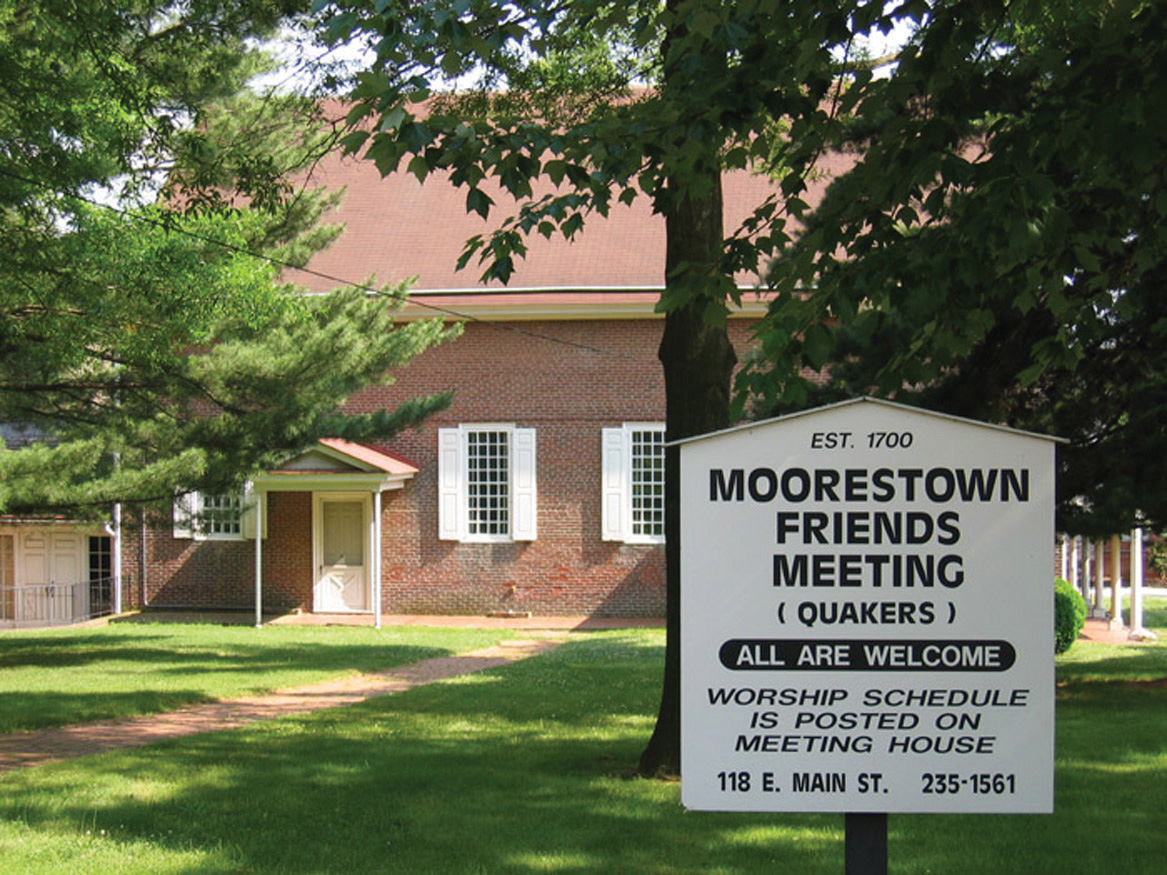 EST. 1700
MOORESTOWN
FRIENDS
MEETING
( QUAKERS )
ALL ARE WELCOME
WORSHIP SCHEDULE
IS POSTED ON
MEETING HOUSE
118 E. MAIN ST. 235-1561